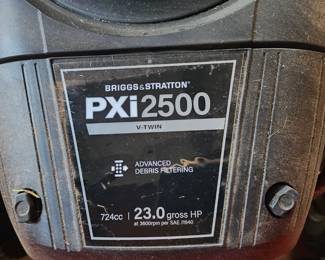 BRIGGS&STRATTON®
PXi2500
V-TWIN
ADVANCED
DEBRIS FILTERING
724cc | 23.0 gross HP
at 3600rpm per SAE J1940